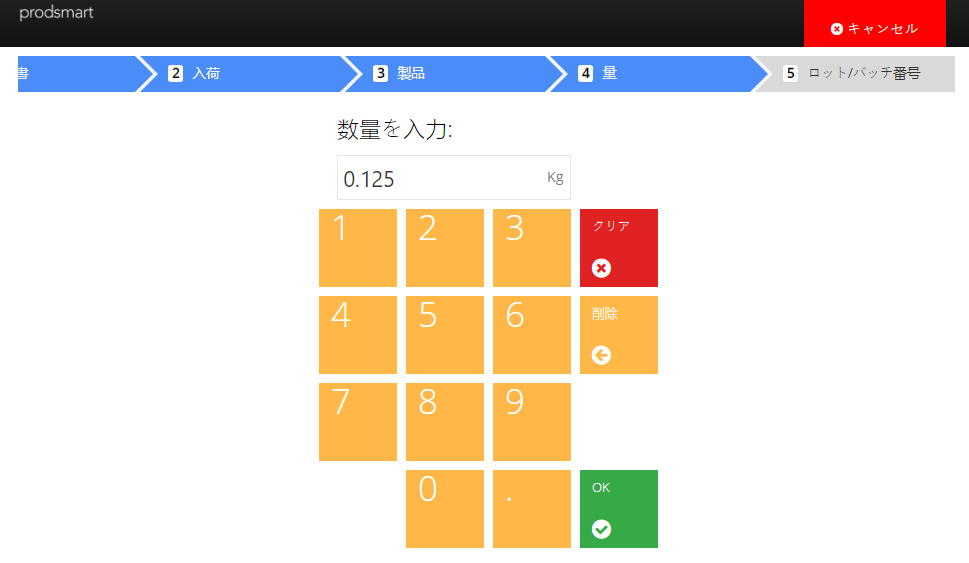 prodsmart
キャンセル
書
2 入荷
3 製品
4 量
5 ロット/バッチ番号
数量を入力:
0.125 Kg
1 2 3 クリア
4 5 6 削除
7 8 9
0 . OK